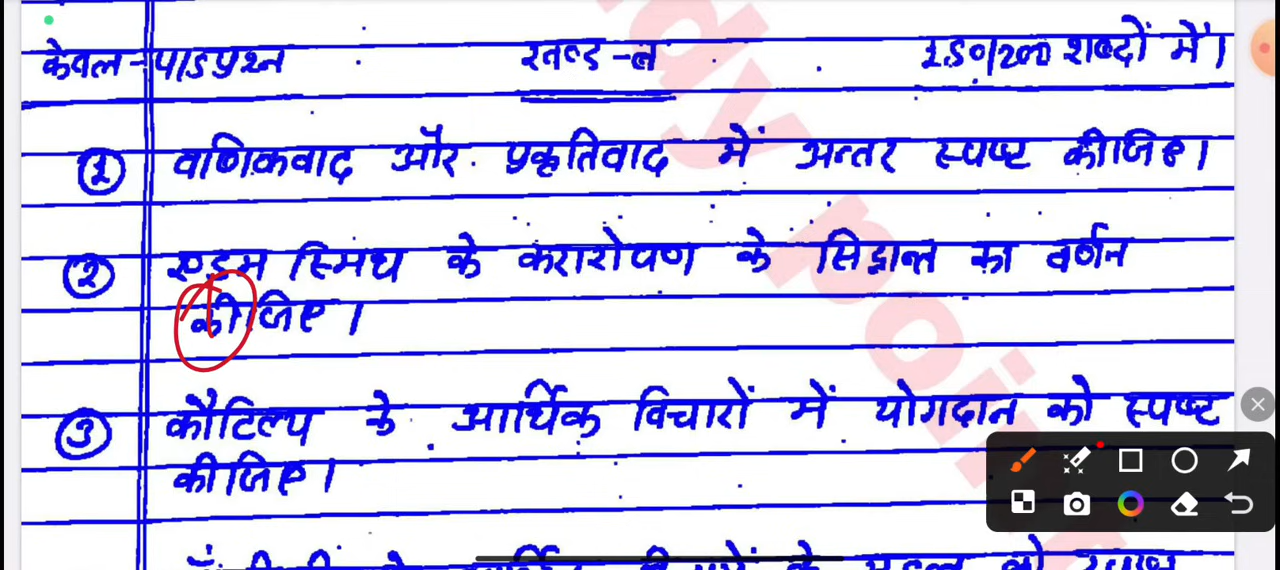 केवल-पाडप्रश्न खण्ड-ब 150/200 शब्दों में।
① वणिकवाद और प्रकृतिवाद में अन्तर स्पष्ट कीजिए।
② एडम स्मिथ के करारोपण के सिद्धान्त का वर्णन
कीजिए।
③ कौटिल्य के आर्थिक विचारों में योगदान को स्पष्ट
कीजिए।